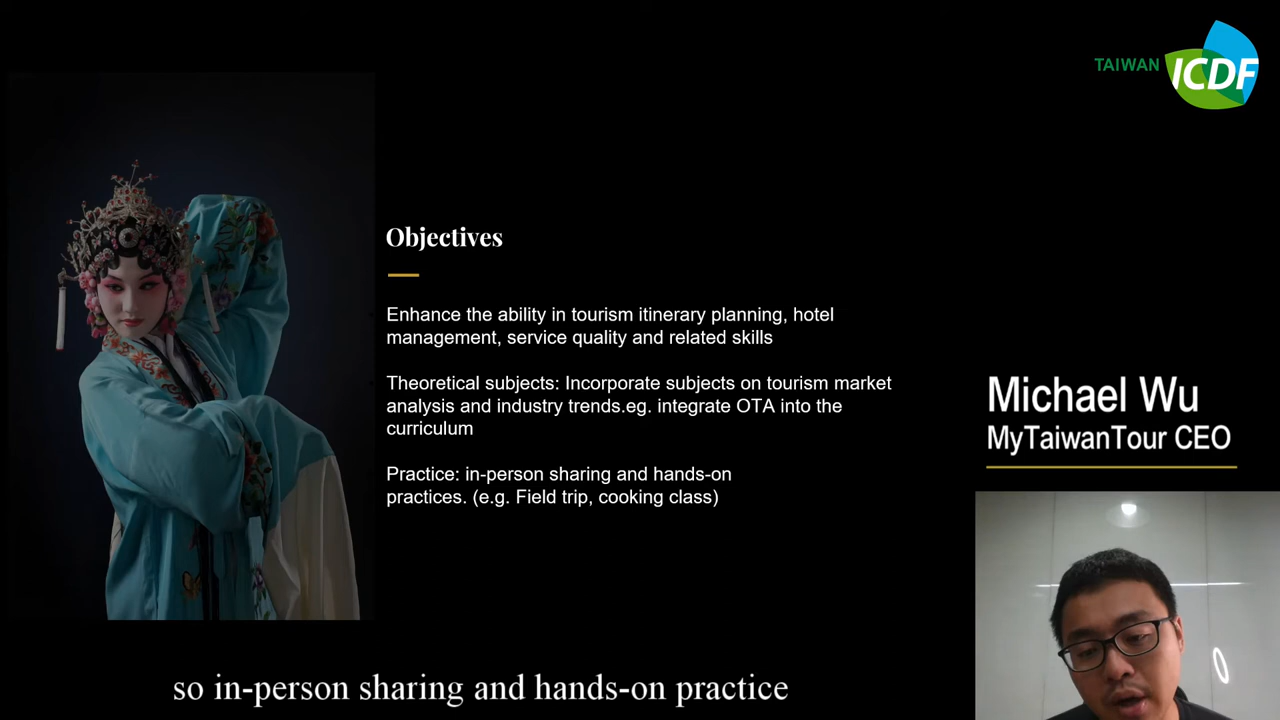 TAIWAN ICDF
Objectives
Enhance the ability in tourism itinerary planning, hotel
management, service quality and related skills
Theoretical subjects: Incorporate subjects on tourism market
analysis and industry trends.eg. integrate OTA into the
curriculum
Practice: in-person sharing and hands-on
practices. (e.g. Field trip, cooking class)
Michael Wu
MyTaiwanTour CEO
so in-person sharing and hands-on practice